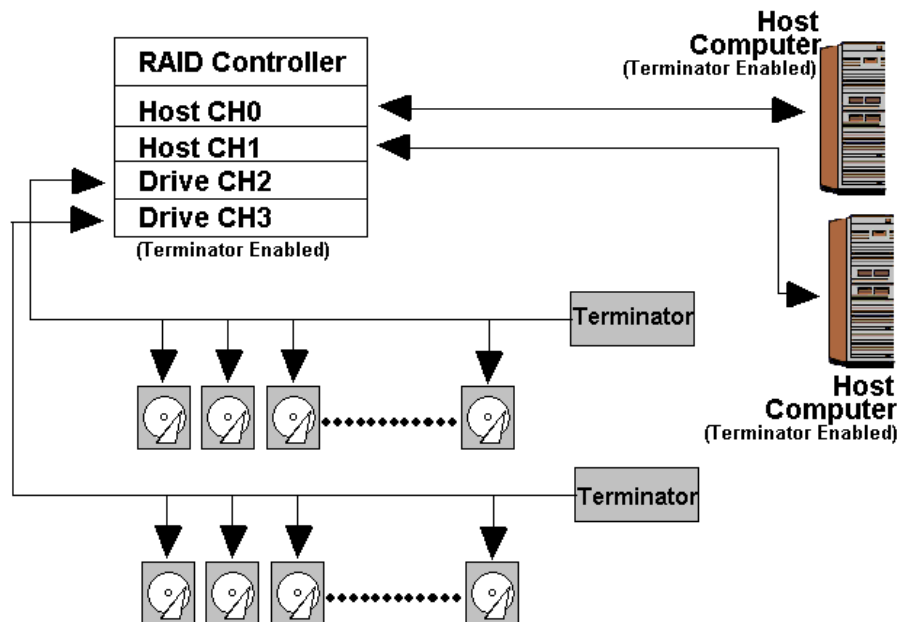 Host
Computer
(Terminator Enabled)
RAID Controller
Host CH0
Host CH1
Drive CH2
Drive CH3
(Terminator Enabled)
Terminator
Host
Computer
(Terminator Enabled)
Terminator